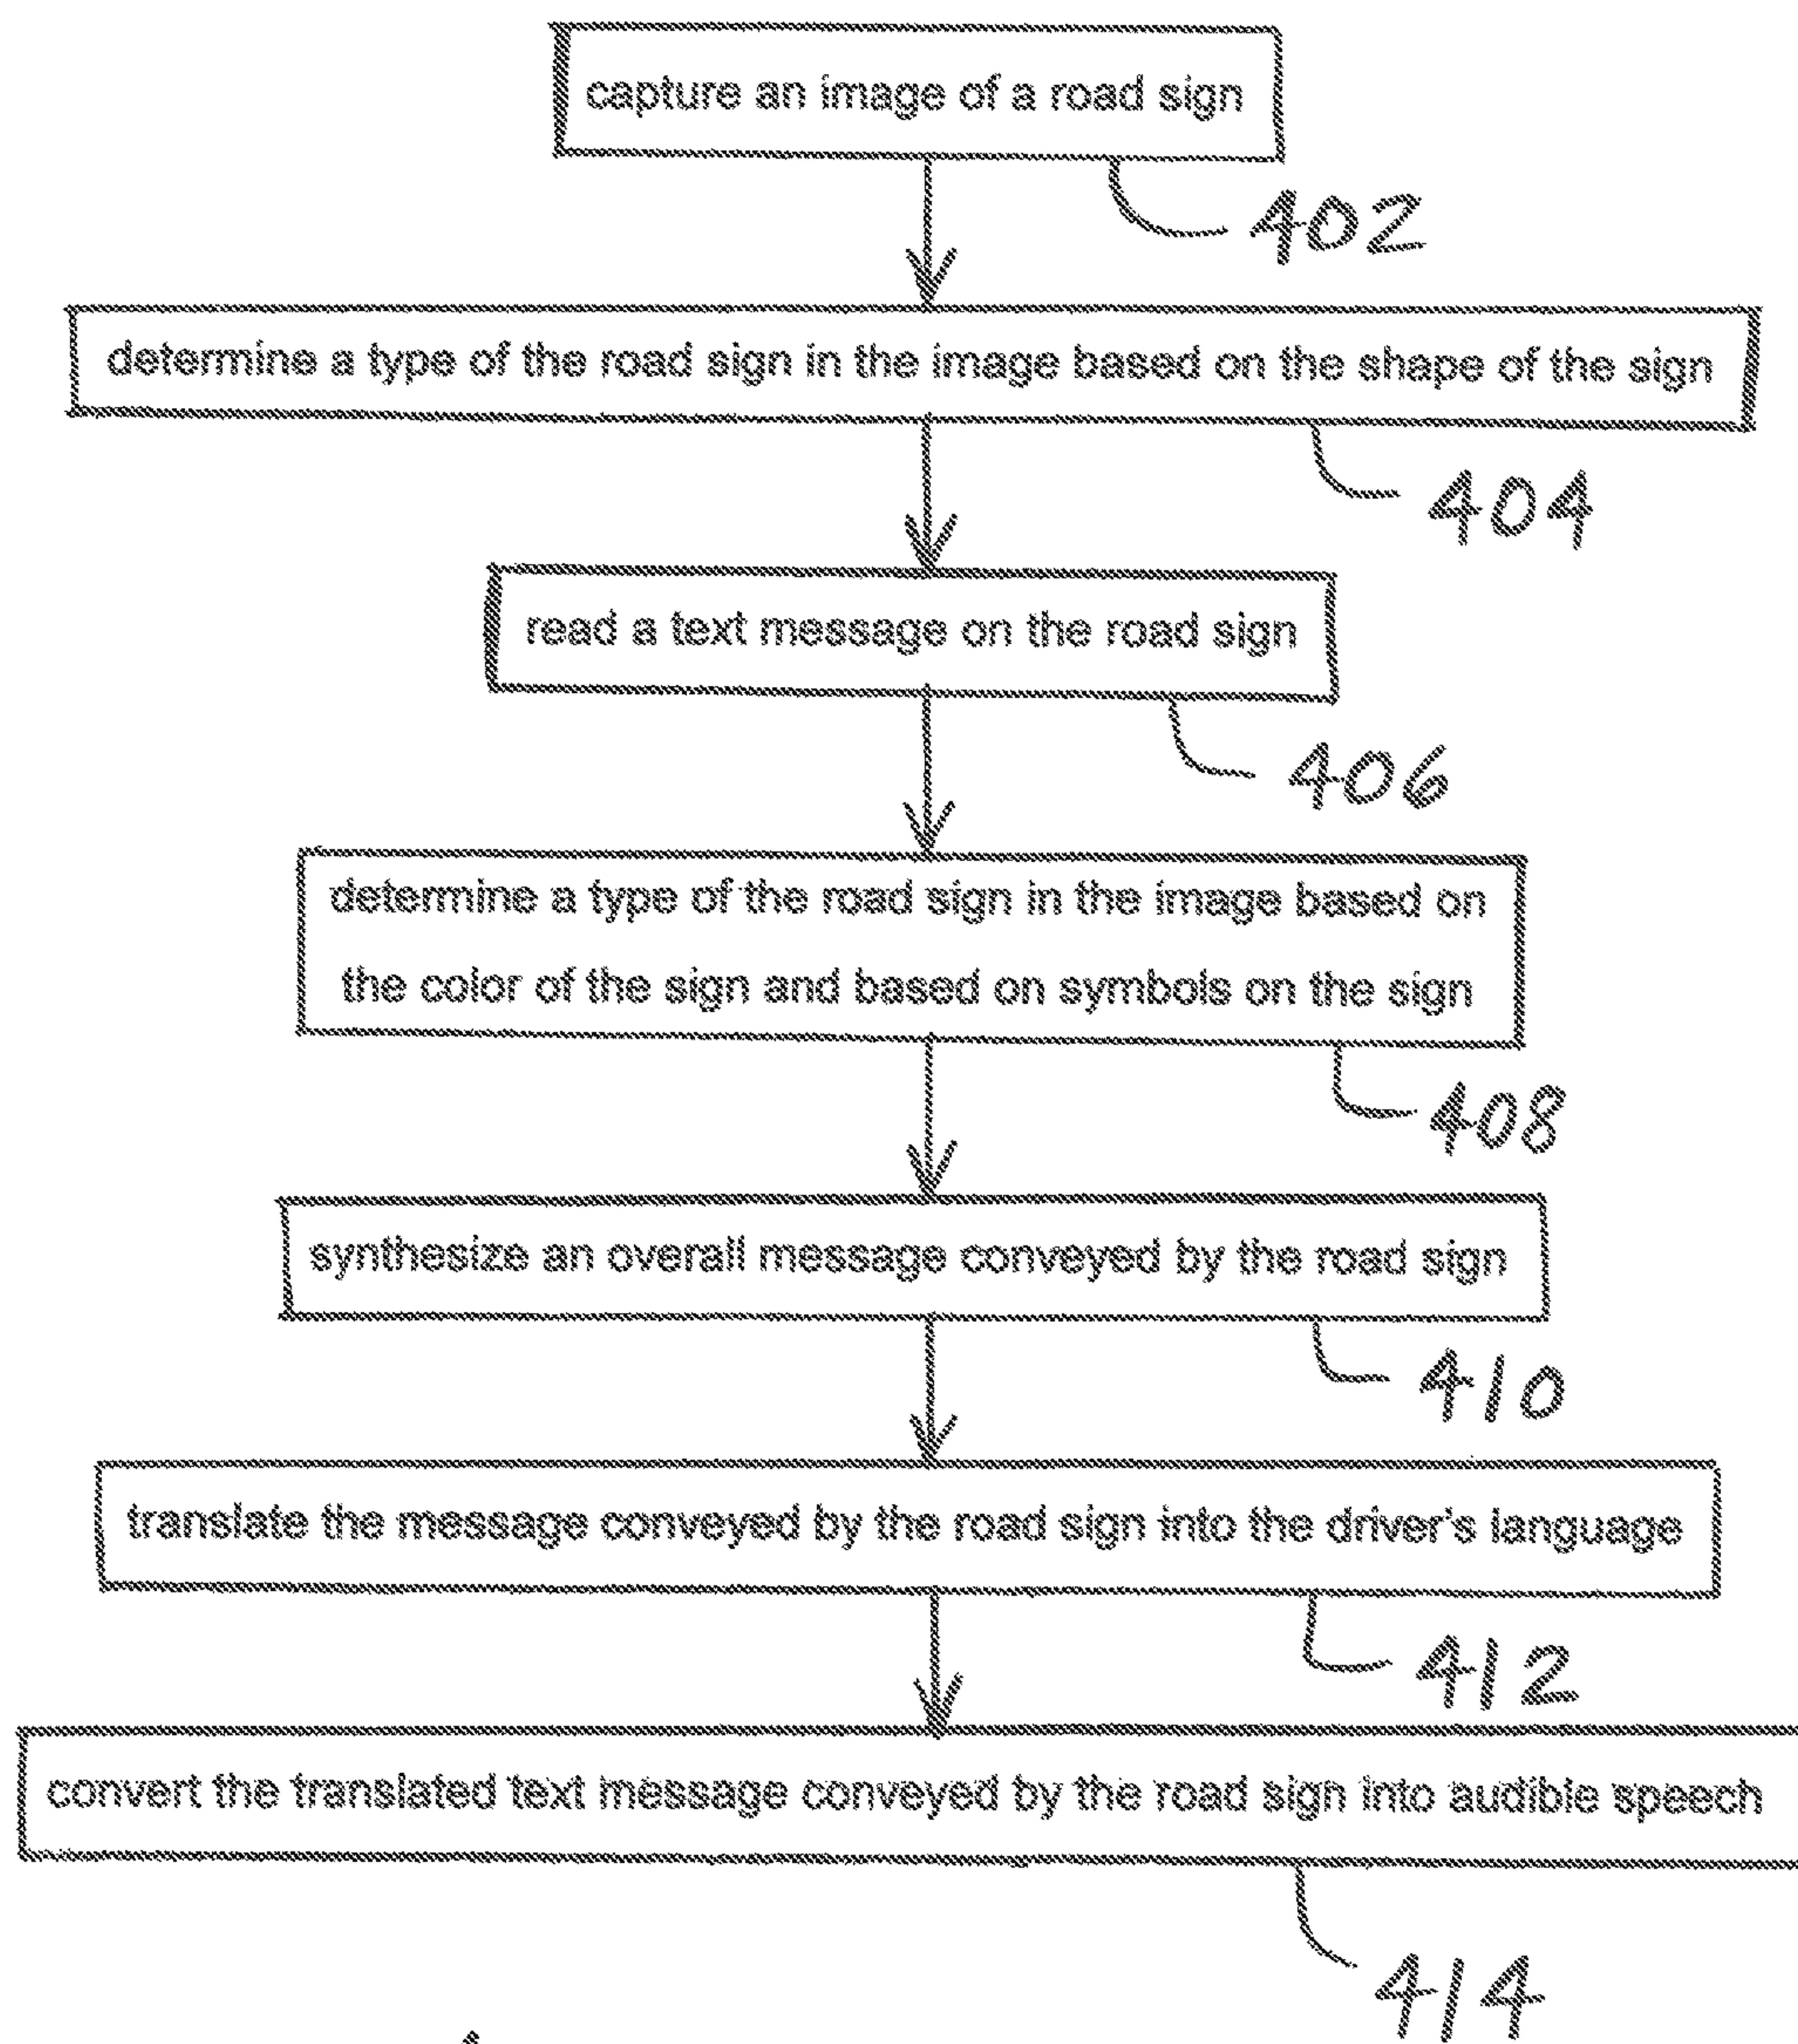 capture an image of a road sign
402
determine a type of the road sign in the image based on the shape of the sign
404
read a text message on the road sign
406
determine a type of the road sign in the image based on
the color of the sign and based on symbols on the sign
408
synthesize an overall message conveyed by the road sign
410
translate the message conveyed by the road sign into the driver's language
412
convert the translated text message conveyed by the road sign into audible speech
414